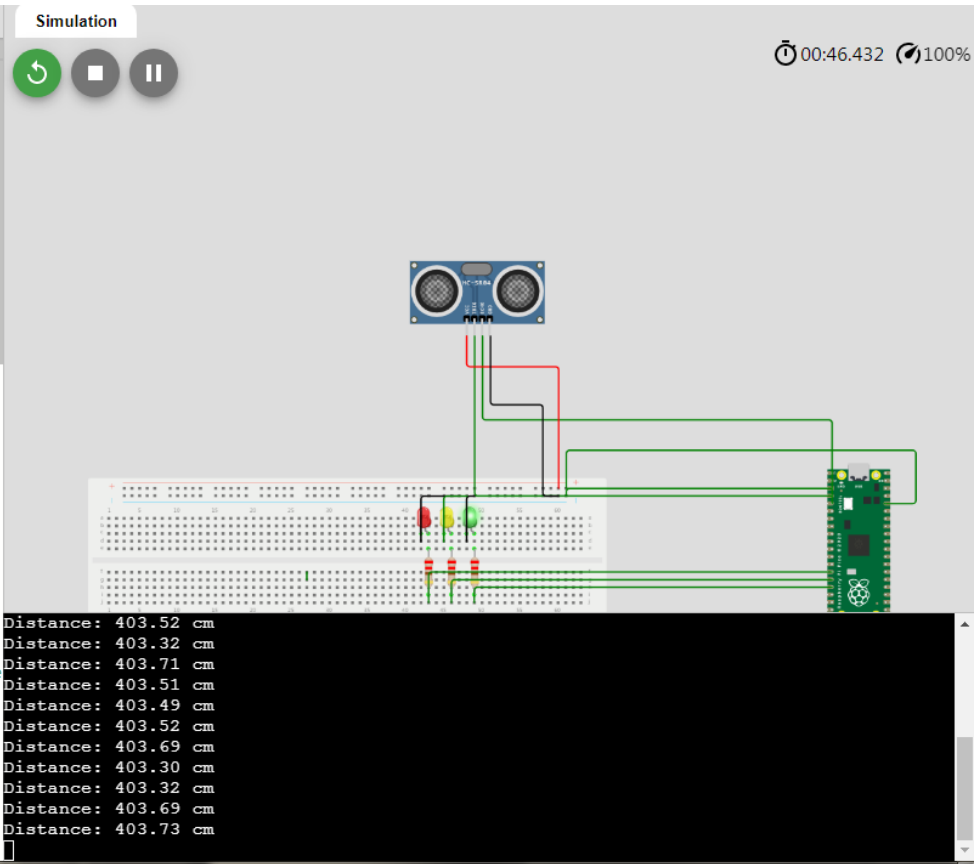 Simulation
00:46.432 100%
HC-SR04
Distance: 403.52 cm
Distance: 403.32 cm
Distance: 403.71 cm
Distance: 403.51 cm
Distance: 403.49 cm
Distance: 403.52 cm
Distance: 403.69 cm
Distance: 403.30 cm
Distance: 403.32 cm
Distance: 403.69 cm
Distance: 403.73 cm